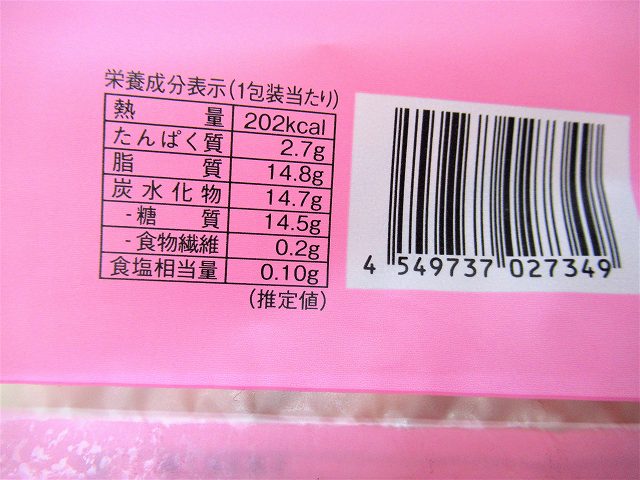 栄養成分表示(1包装当たり)
熱量 202kcal
たんぱく質 2.7g
脂質 14.8g
炭水化物 14.7g
-糖質 14.5g
-食物繊維 0.2g
食塩相当量 0.10g
(推定値)
4 549737 027349